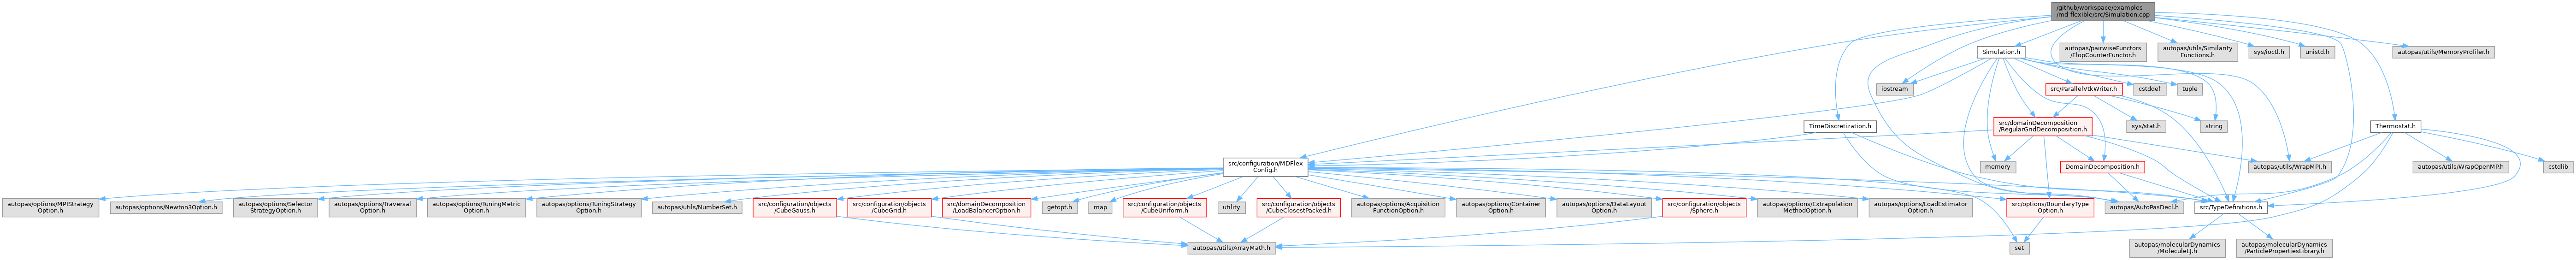 /github/workspace/examples
/md-flexible/src/Simulation.cpp
Simulation.h
autopas/pairwiseFunctors
/FlopCounterFunctor.h
autopas/utils/Similarity
Functions.h
sys/ioctl.h
unistd.h
autopas/utils/MemoryProfiler.h
iostream
src/ParallelVtkWriter.h
cstddef
tuple
TimeDiscretization.h
src/domainDecomposition
/RegularGridDecomposition.h
sys/stat.h
string
Thermostat.h
src/configuration/MDFlex
Config.h
memory
DomainDecomposition.h
autopas/utils/WrapMPI.h
autopas/utils/WrapOpenMP.h
cstdlib
autopas/options/MPIStrategy
Option.h
autopas/options/Newton3Option.h
autopas/options/Selector
StrategyOption.h
autopas/options/Traversal
Option.h
autopas/options/TuningMetric
Option.h
autopas/options/TuningStrategy
Option.h
autopas/utils/NumberSet.h
src/configuration/objects
/CubeGauss.h
src/configuration/objects
/CubeGrid.h
src/domainDecomposition
/LoadBalancerOption.h
getopt.h
map
src/configuration/objects
/CubeUniform.h
utility
src/configuration/objects
/CubeClosestPacked.h
autopas/options/Acquisition
FunctionOption.h
autopas/options/Container
Option.h
autopas/options/DataLayout
Option.h
src/configuration/objects
/Sphere.h
autopas/options/Extrapolation
MethodOption.h
autopas/options/LoadEstimator
Option.h
src/options/BoundaryType
Option.h
autopas/AutoPasDecl.h
src/TypeDefinitions.h
autopas/utils/ArrayMath.h
set
autopas/molecularDynamics
/MoleculeLJ.h
autopas/molecularDynamics
/ParticlePropertiesLibrary.h